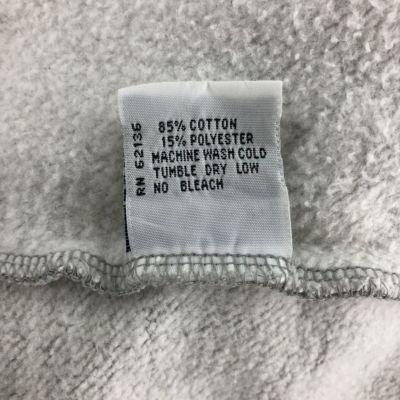 85% COTTON
15% POLYESTER
MACHINE WASH COLD
TUMBLE DRY LOW
NO BLEACH
RN 62136